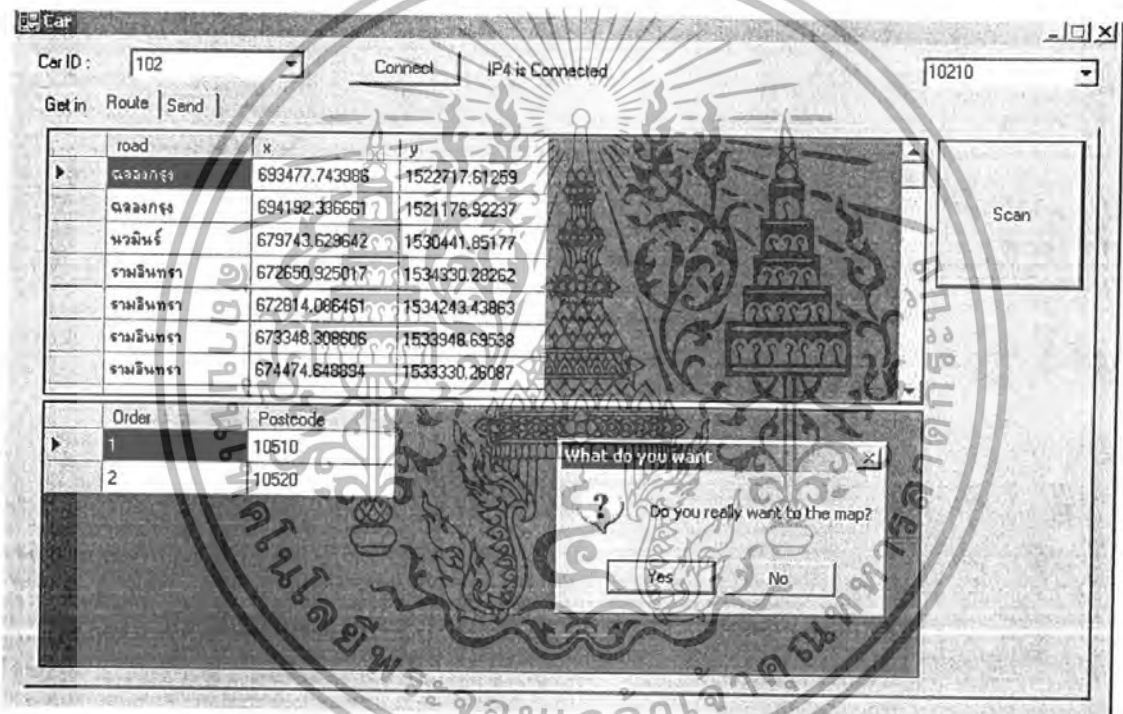 Car
Car ID : 102 Connect IP4 is Connected 10210
Get in Route Send
road x y
ฉลองกรุง 693477.743986 1522717.61259
ฉลองกรุง 694192.336661 1521176.92237
นวมินทร์ 679743.629642 1530441.85177
รามอินทรา 672650.925017 1534330.28262
รามอินทรา 672814.086461 1534243.43863
รามอินทรา 673348.308606 1533948.69538
รามอินทรา 674474.648894 1533330.26087
Scan
Order Postcode
1 10510
2 10520
What do you want
Do you really want to the map?
Yes No